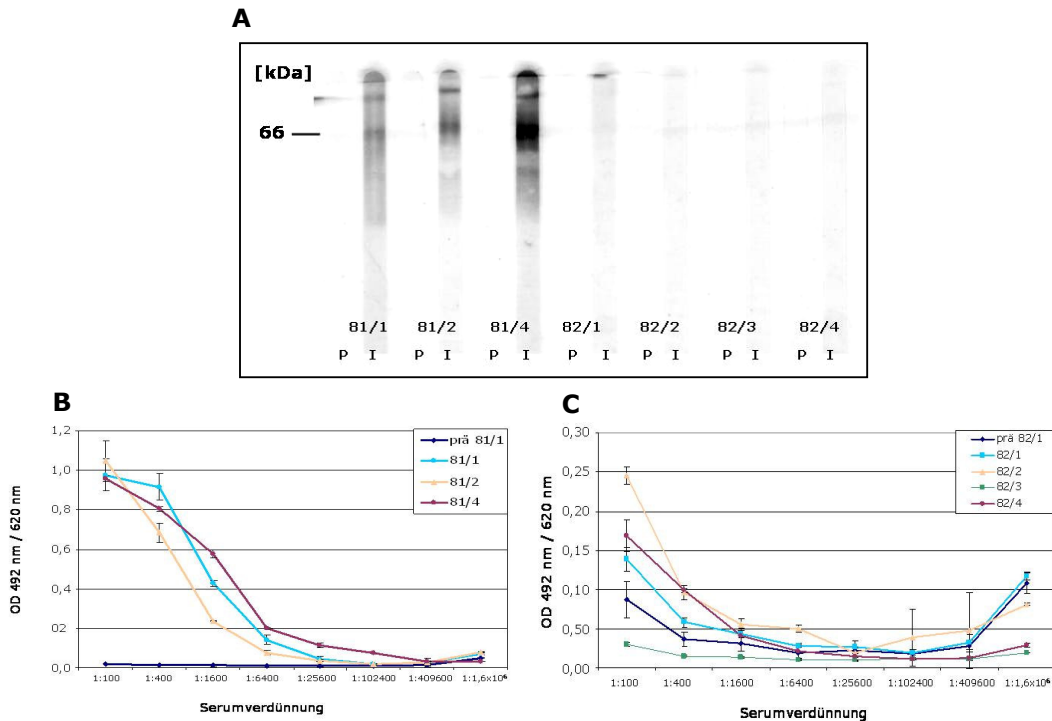 A
[kDa]
66
81/1 81/2 81/4 82/1 82/2 82/3 82/4
P I P I P I P I P I P I P I
B
OD 492 nm / 620 nm
1,2
1,0
0,8
0,6
0,4
02
0,0
prä 81/1
81/1
81/2
81/4
1:100 1:400 1:1600 1:6400 1:25600 1:102400 1:409600 1:1,6x10⁶
Serumverdünnung
C
OD 492 nm / 620 nm
0,30
0,25
0,20
0,15
0,10
0,50
0,00
prä 82/1
82/1
82/2
82/3
82/4
1:100 1:400 1:1600 1:6400 1:25600 1:102400 1:409600 1:1,6x10⁶
Serumverdünnung